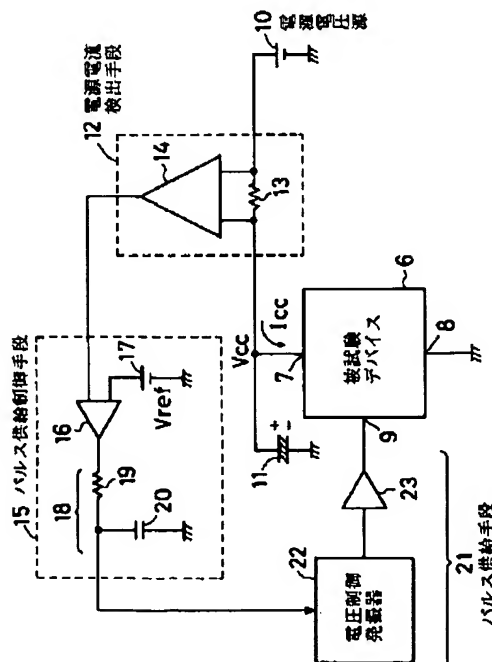 15 パルス供給制御手段
16
17
Vref
18
19
20
12 電源電流
検出手段
14
13
10
電源電圧源
Vcc
Icc
11
+
-
7
6
被試験
デバイス
8
9
23
22
電圧制御
発振器
21
パルス供給手段